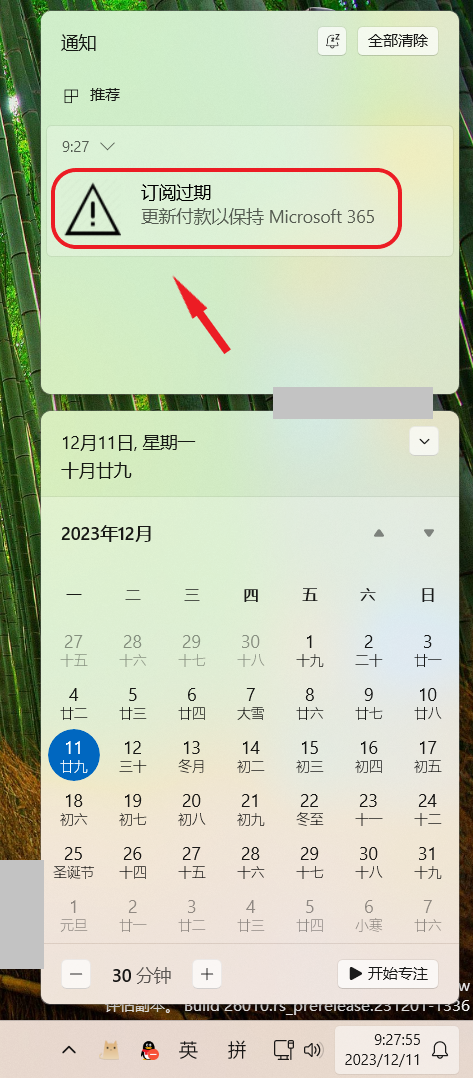 通知
全部清除
推荐
9:27
订阅过期
更新付款以保持 Microsoft 365
12月11日, 星期一
十月廿九
2023年12月
一 二 三 四 五 六 日
27 28 29 30 1 2 3
十五 十六 十七 十八 十九 二十 廿一
4 5 6 7 8 9 10
廿二 廿三 廿四 大雪 廿六 廿七 廿八
11 12 13 14 15 16 17
廿九 三十 冬月 初二 初三 初四 初五
18 19 20 21 22 23 24
初六 初七 初八 初九 冬至 十一 十二
25 26 27 28 29 30 31
圣诞节 十四 十五 十六 十七 十八 十九
1 2 3 4 5 6 7
元旦 廿一 廿二 廿三 廿四 小寒 廿六
30 分钟
开始专注
w
评估副本。 Build 26010.rs_prerelease.231201-1336
英 拼
9:27:55
2023/12/11